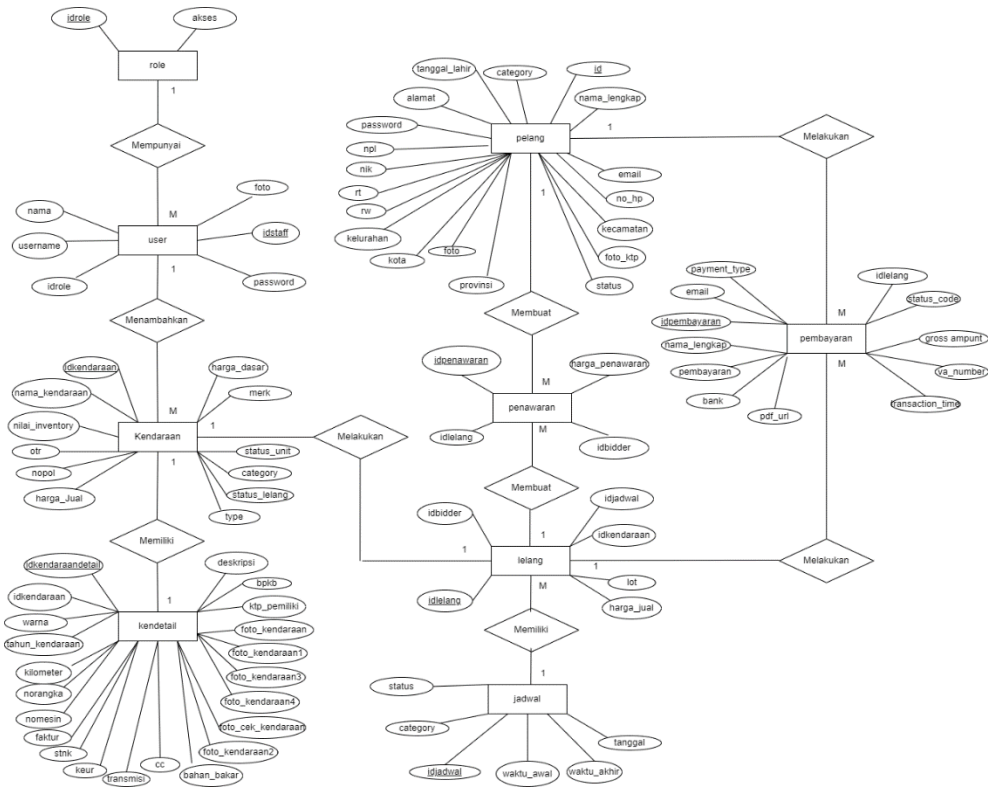 idrole
akses
role
1
Mempunyai
M
nama
foto
username
user
idstaff
idrole
password
1
Menambahkan
M
idkendaraan
harga_dasar
nama_kendaraan
merk
nilai_inventory
Kendaraan
1
otr
status_unit
nopol
category
harga_Jual
status_lelang
type
1
Memiliki
1
idkendaraandetail
deskripsi
bpkb
idkendaraan
ktp_pemiliki
warna
kendetail
foto_kendaraan
tahun_kendaraan
foto_kendaraan1
kilometer
foto_kendaraan3
norangka
foto_kendaraan4
nomesin
foto_cek_kendaraan
faktur
foto_kendaraan2
stnk
keur
transmisi
cc
bahan_bakar
Melakukan
1
tanggal_lahir
category
id
alamat
nama_lengkap
password
pelang
1
npl
nik
email
rt
no_hp
rw
kecamatan
kelurahan
foto_ktp
kota
foto
provinsi
status
1
Membuat
M
idpenawaran
harga_penawaran
penawaran
idlelang
idbidder
M
Membuat
1
idbidder
idjadwal
idkendaraan
lelang
1
idlelang
lot
harga_jual
M
Memiliki
1
status
jadwal
category
tanggal
idjadwal
waktu_awal
waktu_akhir
Melakukan
M
payment_type
idlelang
email
status_code
idpembayaran
pembayaran
gross ampunt
nama_lengkap
va_number
pembayaran
bank
pdf_url
transaction_time
M
Melakukan